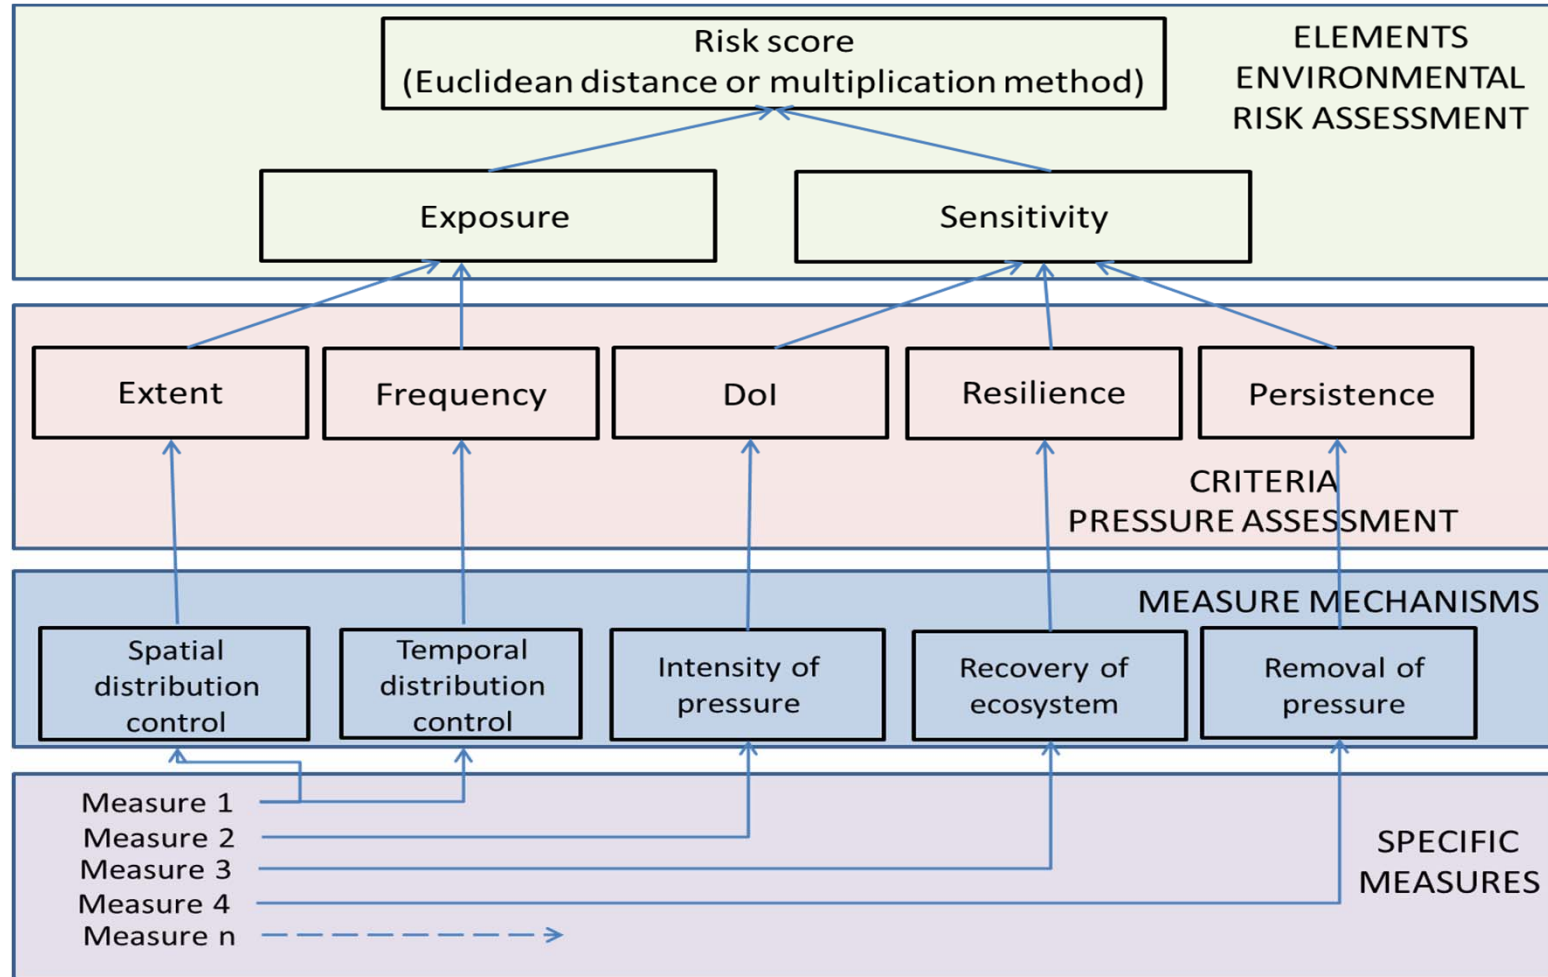 Risk score
(Euclidean distance or multiplication method)
ELEMENTS
ENVIRONMENTAL
RISK ASSESSMENT
Exposure
Sensitivity
Extent
Frequency
DoI
Resilience
Persistence
CRITERIA
PRESSURE ASSESSMENT
MEASURE MECHANISMS
Spatial
distribution
control
Temporal
distribution
control
Intensity of
pressure
Recovery of
ecosystem
Removal of
pressure
Measure 1
Measure 2
Measure 3
Measure 4
Measure n
SPECIFIC
MEASURES